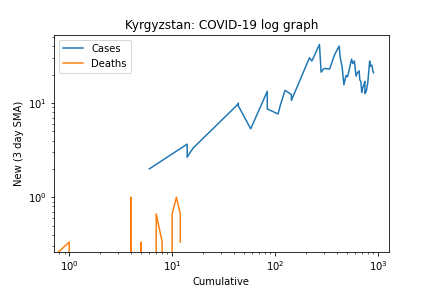 Kyrgyzstan: COVID-19 log graph
Cases
Deaths
New (3 day SMA)
10¹
10⁰
10⁰ 10¹ 10² 10³
Cumulative